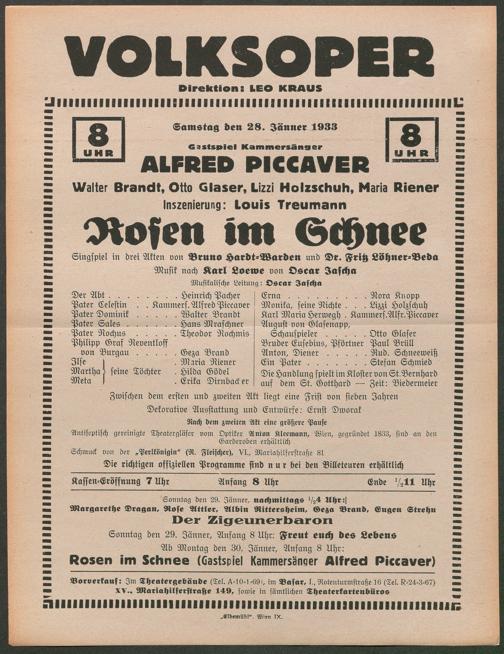 VOLKSOPER
Direktion: LEO KRAUS
8 UHR
Samstag den 28. Jänner 1933
8 UHR
Gastspiel Kammersänger
ALFRED PICCAVER
Walter Brandt, Otto Glaser, Lizzi Holzschuh, Maria Riener
Inszenierung: Louis Treumann
Rosen im Schnee
Singspiel in drei Akten von Bruno Hardt-Warden und Dr. Fritz Löhner-Beda
Musik nach Karl Loewe von Oscar Jascha
Musikalische Leitung: Oscar Jascha
Der Abt . . . . . . . . . Heinrich Pacher
Pater Celestin . . Kammers. Alfred Piccaver
Pater Dominik . . . . . . Walter Brandt
Pater Sales . . . . . . Hans Mraschner
Pater Rochus . . . . . Theodor Rochmis
Philipp Graf Reventloff
von Burgau . . . . . Geza Brand
Ilse . . . . . Maria Riener
Martha } seine Töchter . . Hilda Gödel
Meta . . . . . Erika Dirnbacker
Erna . . . . . . . . . Nora Knopp
Monika, seine Nichte . . Lizzi Holzschuh
Karl Maria Herwegh . Kammers. Alfr. Piccaver
August von Glasenapp,
Schauspieler . . . . . Otto Glaser
Bruder Eusebius, Pförtner Paul Brüll
Anton, Diener . . . . . Rud. Schneeweiß
Ein Pater . . . . . . Stefan Schmied
Die Handlung spielt im Kloster von St. Bernhard
auf dem St. Gotthard — Zeit: Biedermeier
Zwischen dem ersten und zweiten Akt liegt eine Frist von sieben Jahren
Dekorative Ausstattung und Entwürfe: Ernst Dworak
Nach dem zweiten Akt eine größere Pause
Antiseptisch gereinigte Theatergläser vom Optiker Anton Kleemann, Wien, gegründet 1833, sind an den
Garderoben erhältlich
Schmuck von der „Perlkönigin" (R. Fleischer), VI., Mariahilferstraße 81
Die richtigen offiziellen Programme sind nur bei den Billeteuren erhältlich
Kassen-Eröffnung 7 Uhr Anfang 8 Uhr Ende ½11 Uhr
Sonntag den 29. Jänner, nachmittags ¼4 Uhr:
Margarethe Dragan, Rose Attler, Albin Rittersheim, Geza Brand, Eugen Strehn
Der Zigeunerbaron
Sonntag den 29. Jänner, Anfang 8 Uhr: Freut euch des Lebens
Ab Montag den 30. Jänner, Anfang 8 Uhr:
Rosen im Schnee (Gastspiel Kammersänger Alfred Piccaver)
Vorverkauf: Im Theatergebäude (Tel. A-10-1-69), im Basar, I., Rotenturmstraße 16 (Tel. R-24-3-67)
XV., Mariahilferstraße 149, sowie in sämtlichen Theaterkartenbüros
„Elbemühl", Wien IX.